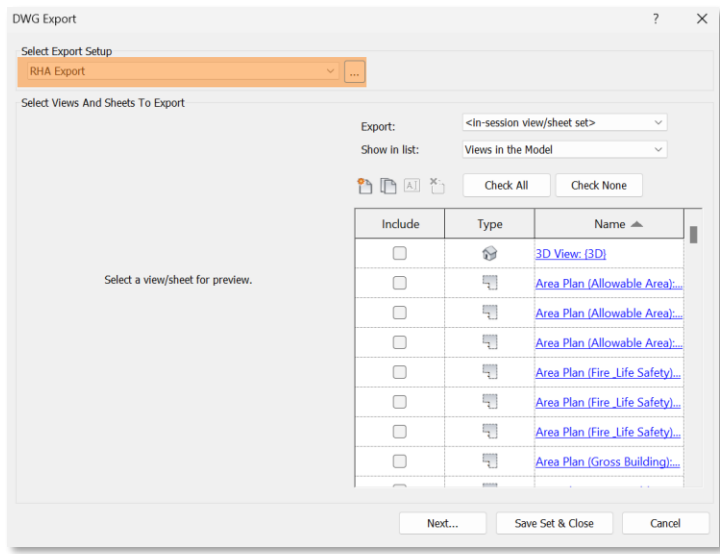 DWG Export
?
Select Export Setup
RHA Export
...
Select Views And Sheets To Export
Export:
<in-session view/sheet set>
Show in list:
Views in the Model
Check All
Check None
Include
Type
Name
3D View: {3D}
Area Plan (Allowable Area):...
Area Plan (Allowable Area):...
Area Plan (Allowable Area):...
Area Plan (Fire _Life Safety)...
Area Plan (Fire _Life Safety)...
Area Plan (Fire _Life Safety)...
Area Plan (Gross Building):...
Select a view/sheet for preview.
Next...
Save Set & Close
Cancel